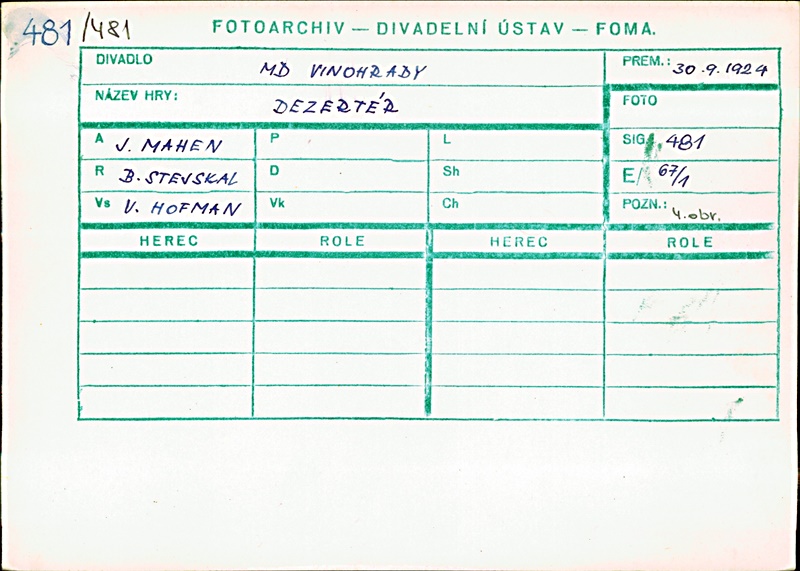 481/481
FOTOARCHIV — DIVADELNÍ ÚSTAV — FOMA.
DIVADLO MD VINOHRADY PREM.: 30.9.1924
NÁZEV HRY: DEZERTÉR FOTO
A J. MAHEN P L SIG. 481
R B. STEJSKAL D Sh E/ 67/1
Vs V. HOFMAN Vk Ch POZN.: 4. obr.
HEREC ROLE HEREC ROLE